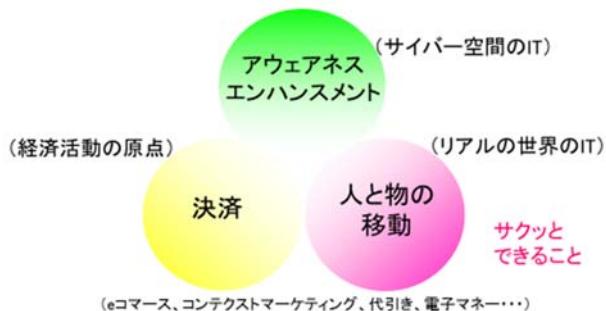 (サイバー空間のIT)
アウェアネス
エンハンスメント
(経済活動の原点)
(リアルの世界のIT)
決済
人と物の
移動
サクッと
できること
(eコマース、コンテクストマーケティング、代引き、電子マネー・・・)